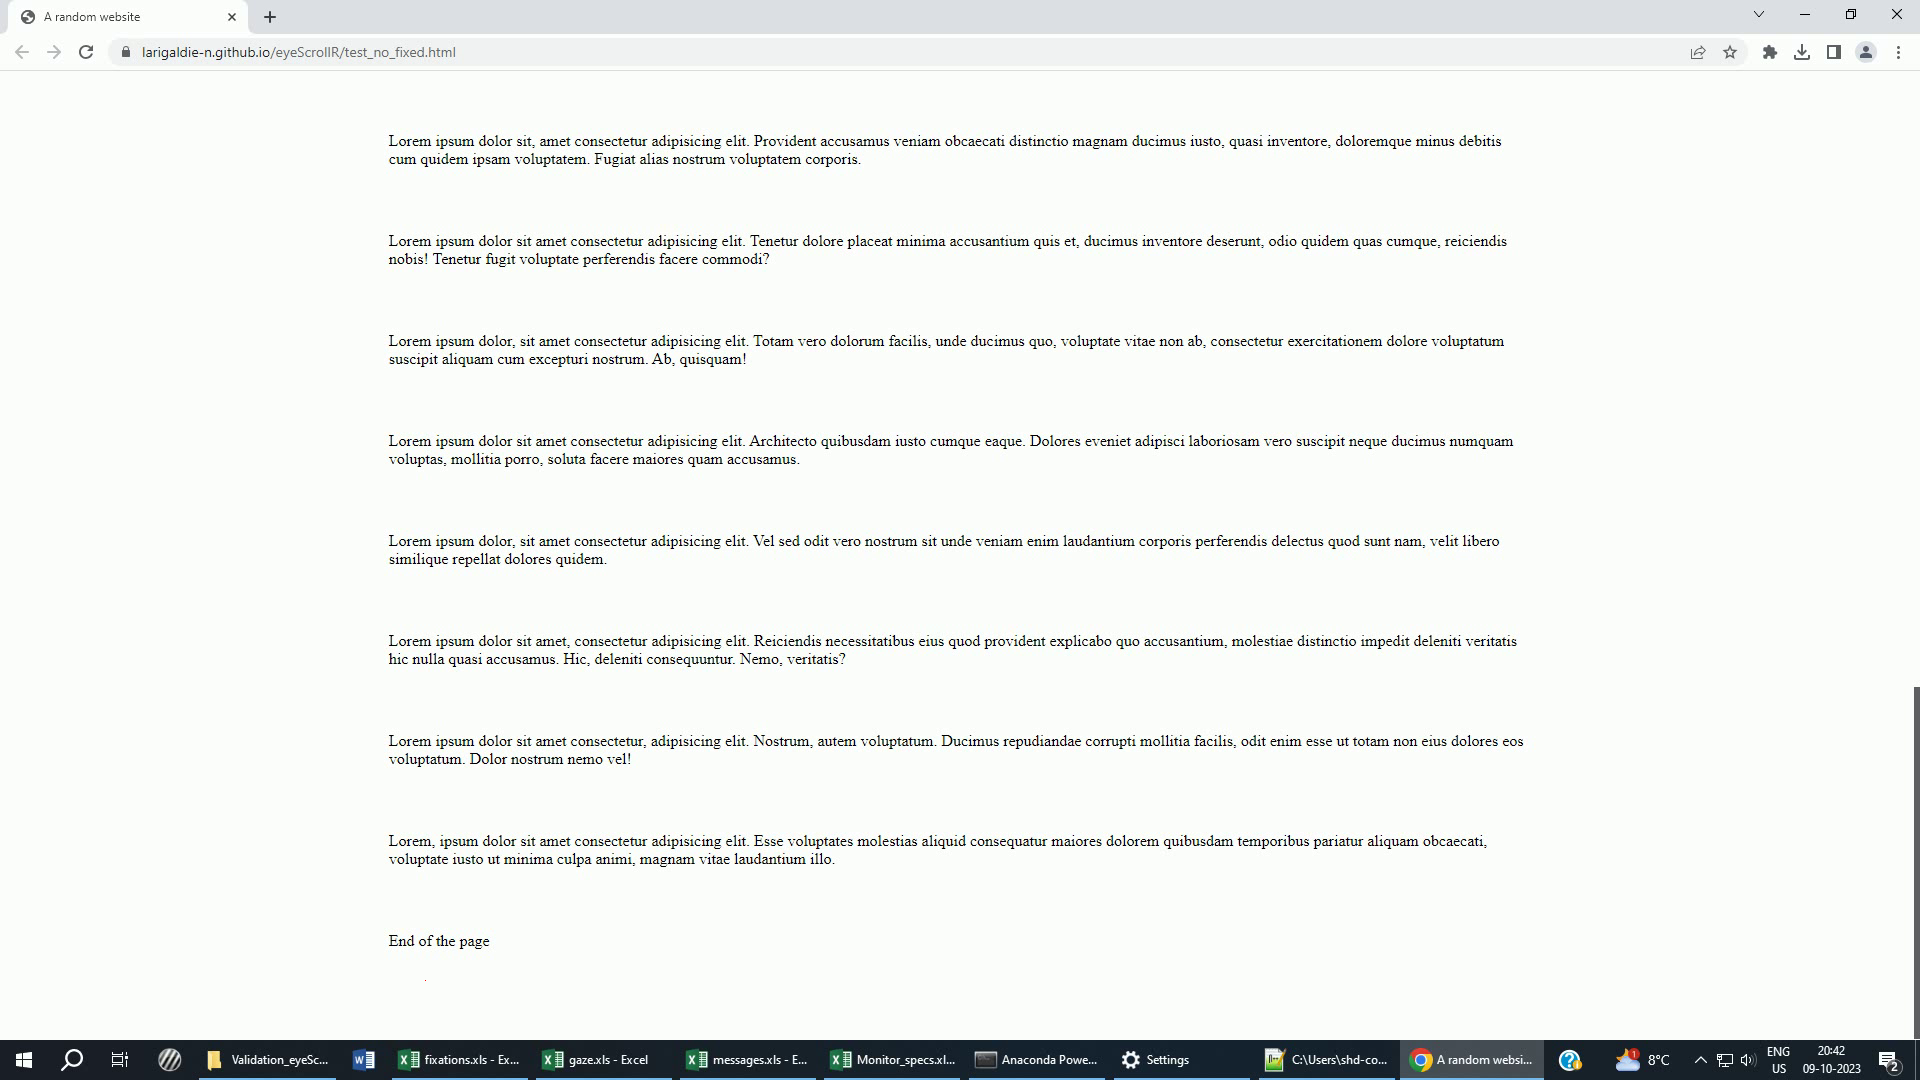 A random website
larigaldie-n.github.io/eyeScrollR/test_no_fixed.html
Lorem ipsum dolor sit, amet consectetur adipisicing elit. Provident accusamus veniam obcaecati distinctio magnam ducimus iusto, quasi inventore, doloremque minus debitis
cum quidem ipsam voluptatem. Fugiat alias nostrum voluptatem corporis.
Lorem ipsum dolor sit amet consectetur adipisicing elit. Tenetur dolore placeat minima accusantium quis et, ducimus inventore deserunt, odio quidem quas cumque, reiciendis
nobis! Tenetur fugit voluptate perferendis facere commodi?
Lorem ipsum dolor, sit amet consectetur adipisicing elit. Totam vero dolorum facilis, unde ducimus quo, voluptate vitae non ab, consectetur exercitationem dolore voluptatum
suscipit aliquam cum excepturi nostrum. Ab, quisquam!
Lorem ipsum dolor sit amet consectetur adipisicing elit. Architecto quibusdam iusto cumque eaque. Dolores eveniet adipisci laboriosam vero suscipit neque ducimus numquam
voluptas, mollitia porro, soluta facere maiores quam accusamus.
Lorem ipsum dolor, sit amet consectetur adipisicing elit. Vel sed odit vero nostrum sit unde veniam enim laudantium corporis perferendis delectus quod sunt nam, velit libero
similique repellat dolores quidem.
Lorem ipsum dolor sit amet, consectetur adipisicing elit. Reiciendis necessitatibus eius quod provident explicabo quo accusantium, molestiae distinctio impedit deleniti veritatis
hic nulla quasi accusamus. Hic, deleniti consequuntur. Nemo, veritatis?
Lorem ipsum dolor sit amet consectetur, adipisicing elit. Nostrum, autem voluptatum. Ducimus repudiandae corrupti mollitia facilis, odit enim esse ut totam non eius dolores eos
voluptatum. Dolor nostrum nemo vel!
Lorem, ipsum dolor sit amet consectetur adipisicing elit. Esse voluptates molestias aliquid consequatur maiores dolorem quibusdam temporibus pariatur aliquam obcaecati,
voluptate iusto ut minima culpa animi, magnam vitae laudantium illo.
End of the page
Validation_eyeSc... fixations.xls - Ex... gaze.xls - Excel messages.xls - E... Monitor_specs.xl... Anaconda Powe... Settings C:\Users\shd-co... A random websi... 1 8°C ENG 20:42
US 09-10-2023 2